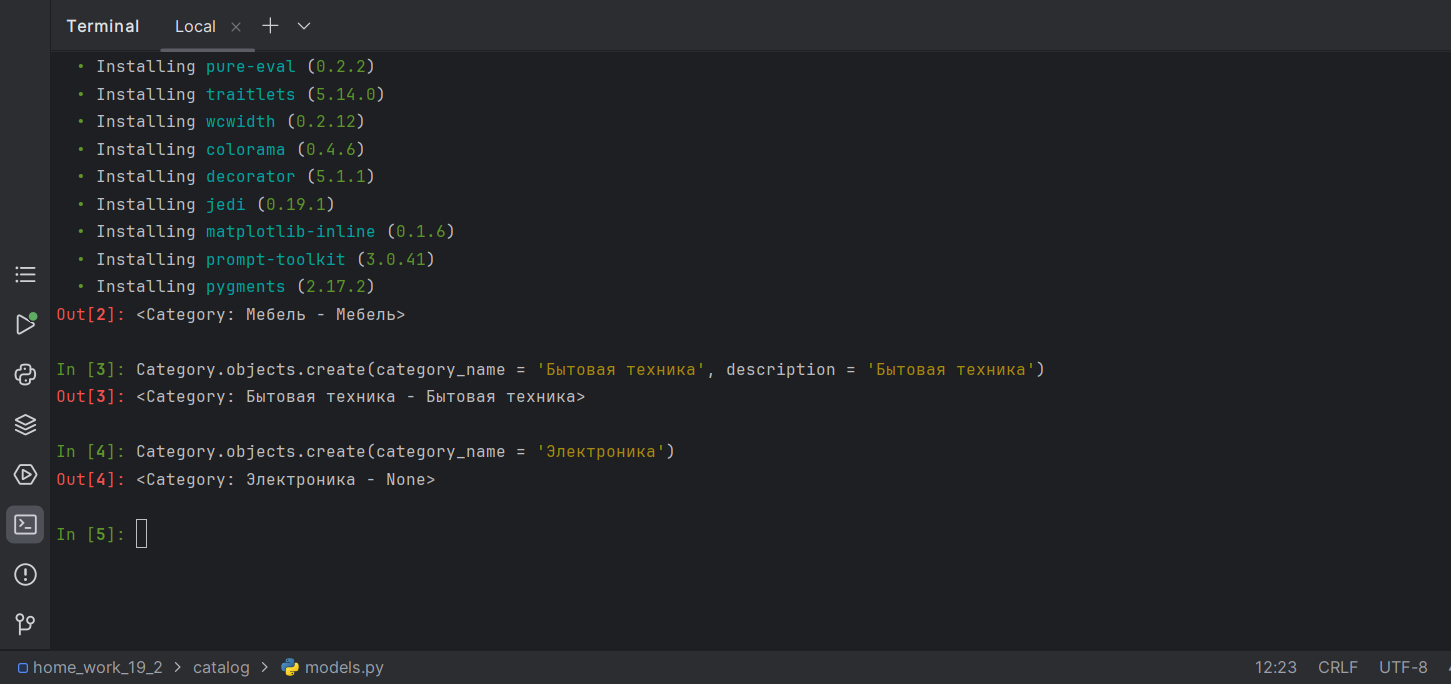 Terminal Local
• Installing pure-eval (0.2.2)
• Installing traitlets (5.14.0)
• Installing wcwidth (0.2.12)
• Installing colorama (0.4.6)
• Installing decorator (5.1.1)
• Installing jedi (0.19.1)
• Installing matplotlib-inline (0.1.6)
• Installing prompt-toolkit (3.0.41)
• Installing pygments (2.17.2)
Out[2]: <Category: Мебель - Мебель>
In [3]: Category.objects.create(category_name = 'Бытовая техника', description = 'Бытовая техника')
Out[3]: <Category: Бытовая техника - Бытовая техника>
In [4]: Category.objects.create(category_name = 'Электроника')
Out[4]: <Category: Электроника - None>
In [5]:
home_work_19_2 > catalog > models.py 12:23 CRLF UTF-8